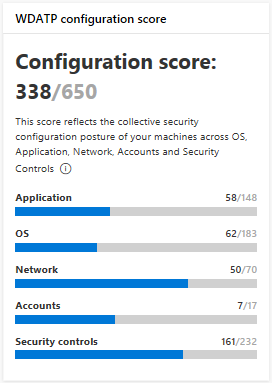 WDATP configuration score
Configuration score:
338/650
This score reflects the collective security
configuration posture of your machines across OS,
Application, Network, Accounts and Security
Controls
Application 58/148
OS 62/183
Network 50/70
Accounts 7/17
Security controls 161/232